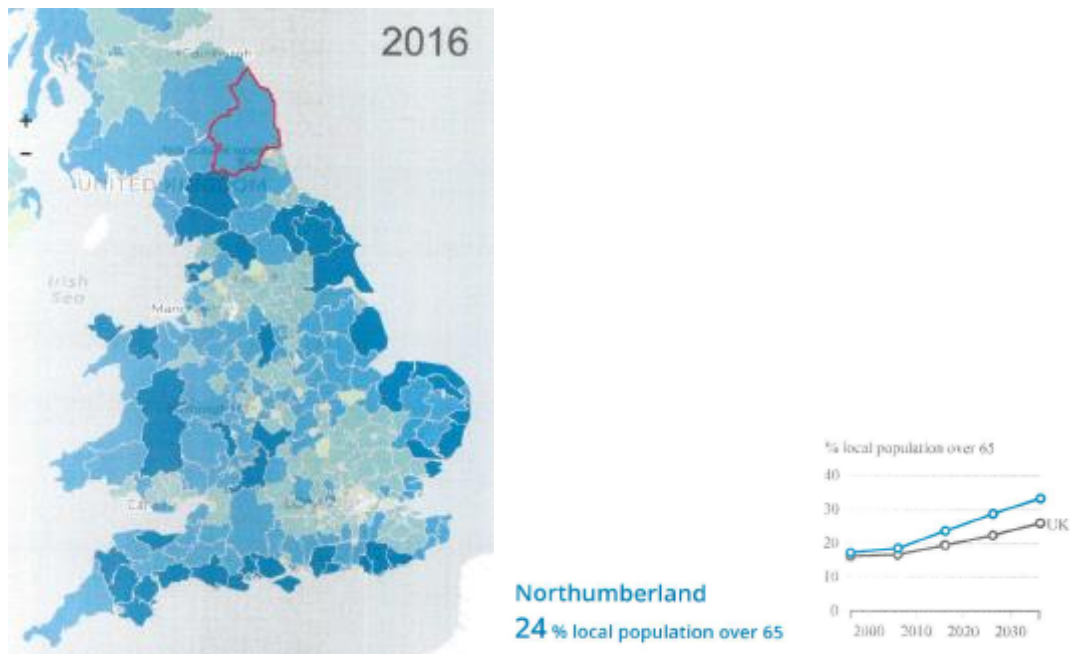 2016
Edinburgh
+
−
UNITED KINGDOM
Irish
Sea
Northumberland
24 % local population over 65
% local population over 65
40
30
20
10
0
UK
2000 2010 2020 2030